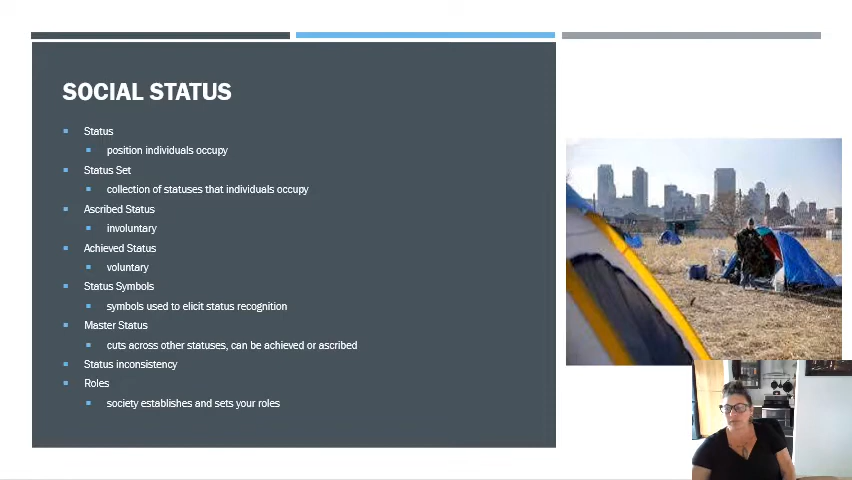 SOCIAL STATUS
Status
position individuals occupy
Status Set
collection of statuses that individuals occupy
Ascribed Status
involuntary
Achieved Status
voluntary
Status Symbols
symbols used to elicit status recognition
Master Status
cuts across other statuses, can be achieved or ascribed
Status inconsistency
Roles
society establishes and sets your roles